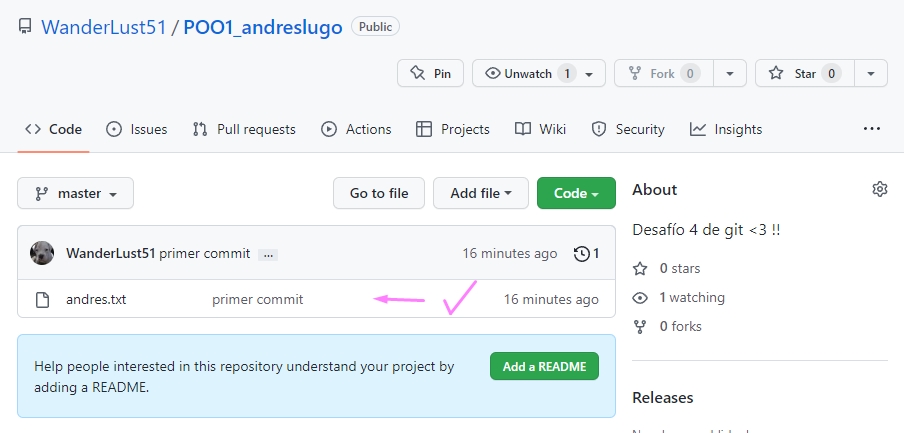 WanderLust51 / POO1_andreslugo Public
Pin Unwatch 1 Fork 0 Star 0
Code Issues Pull requests Actions Projects Wiki Security Insights ...
master Go to file Add file Code
About
Desafío 4 de git <3 !!
WanderLust51 primer commit ... 16 minutes ago 1
0 stars
andres.txt primer commit 16 minutes ago
1 watching
0 forks
Help people interested in this repository understand your project by
adding a README.
Add a README
Releases